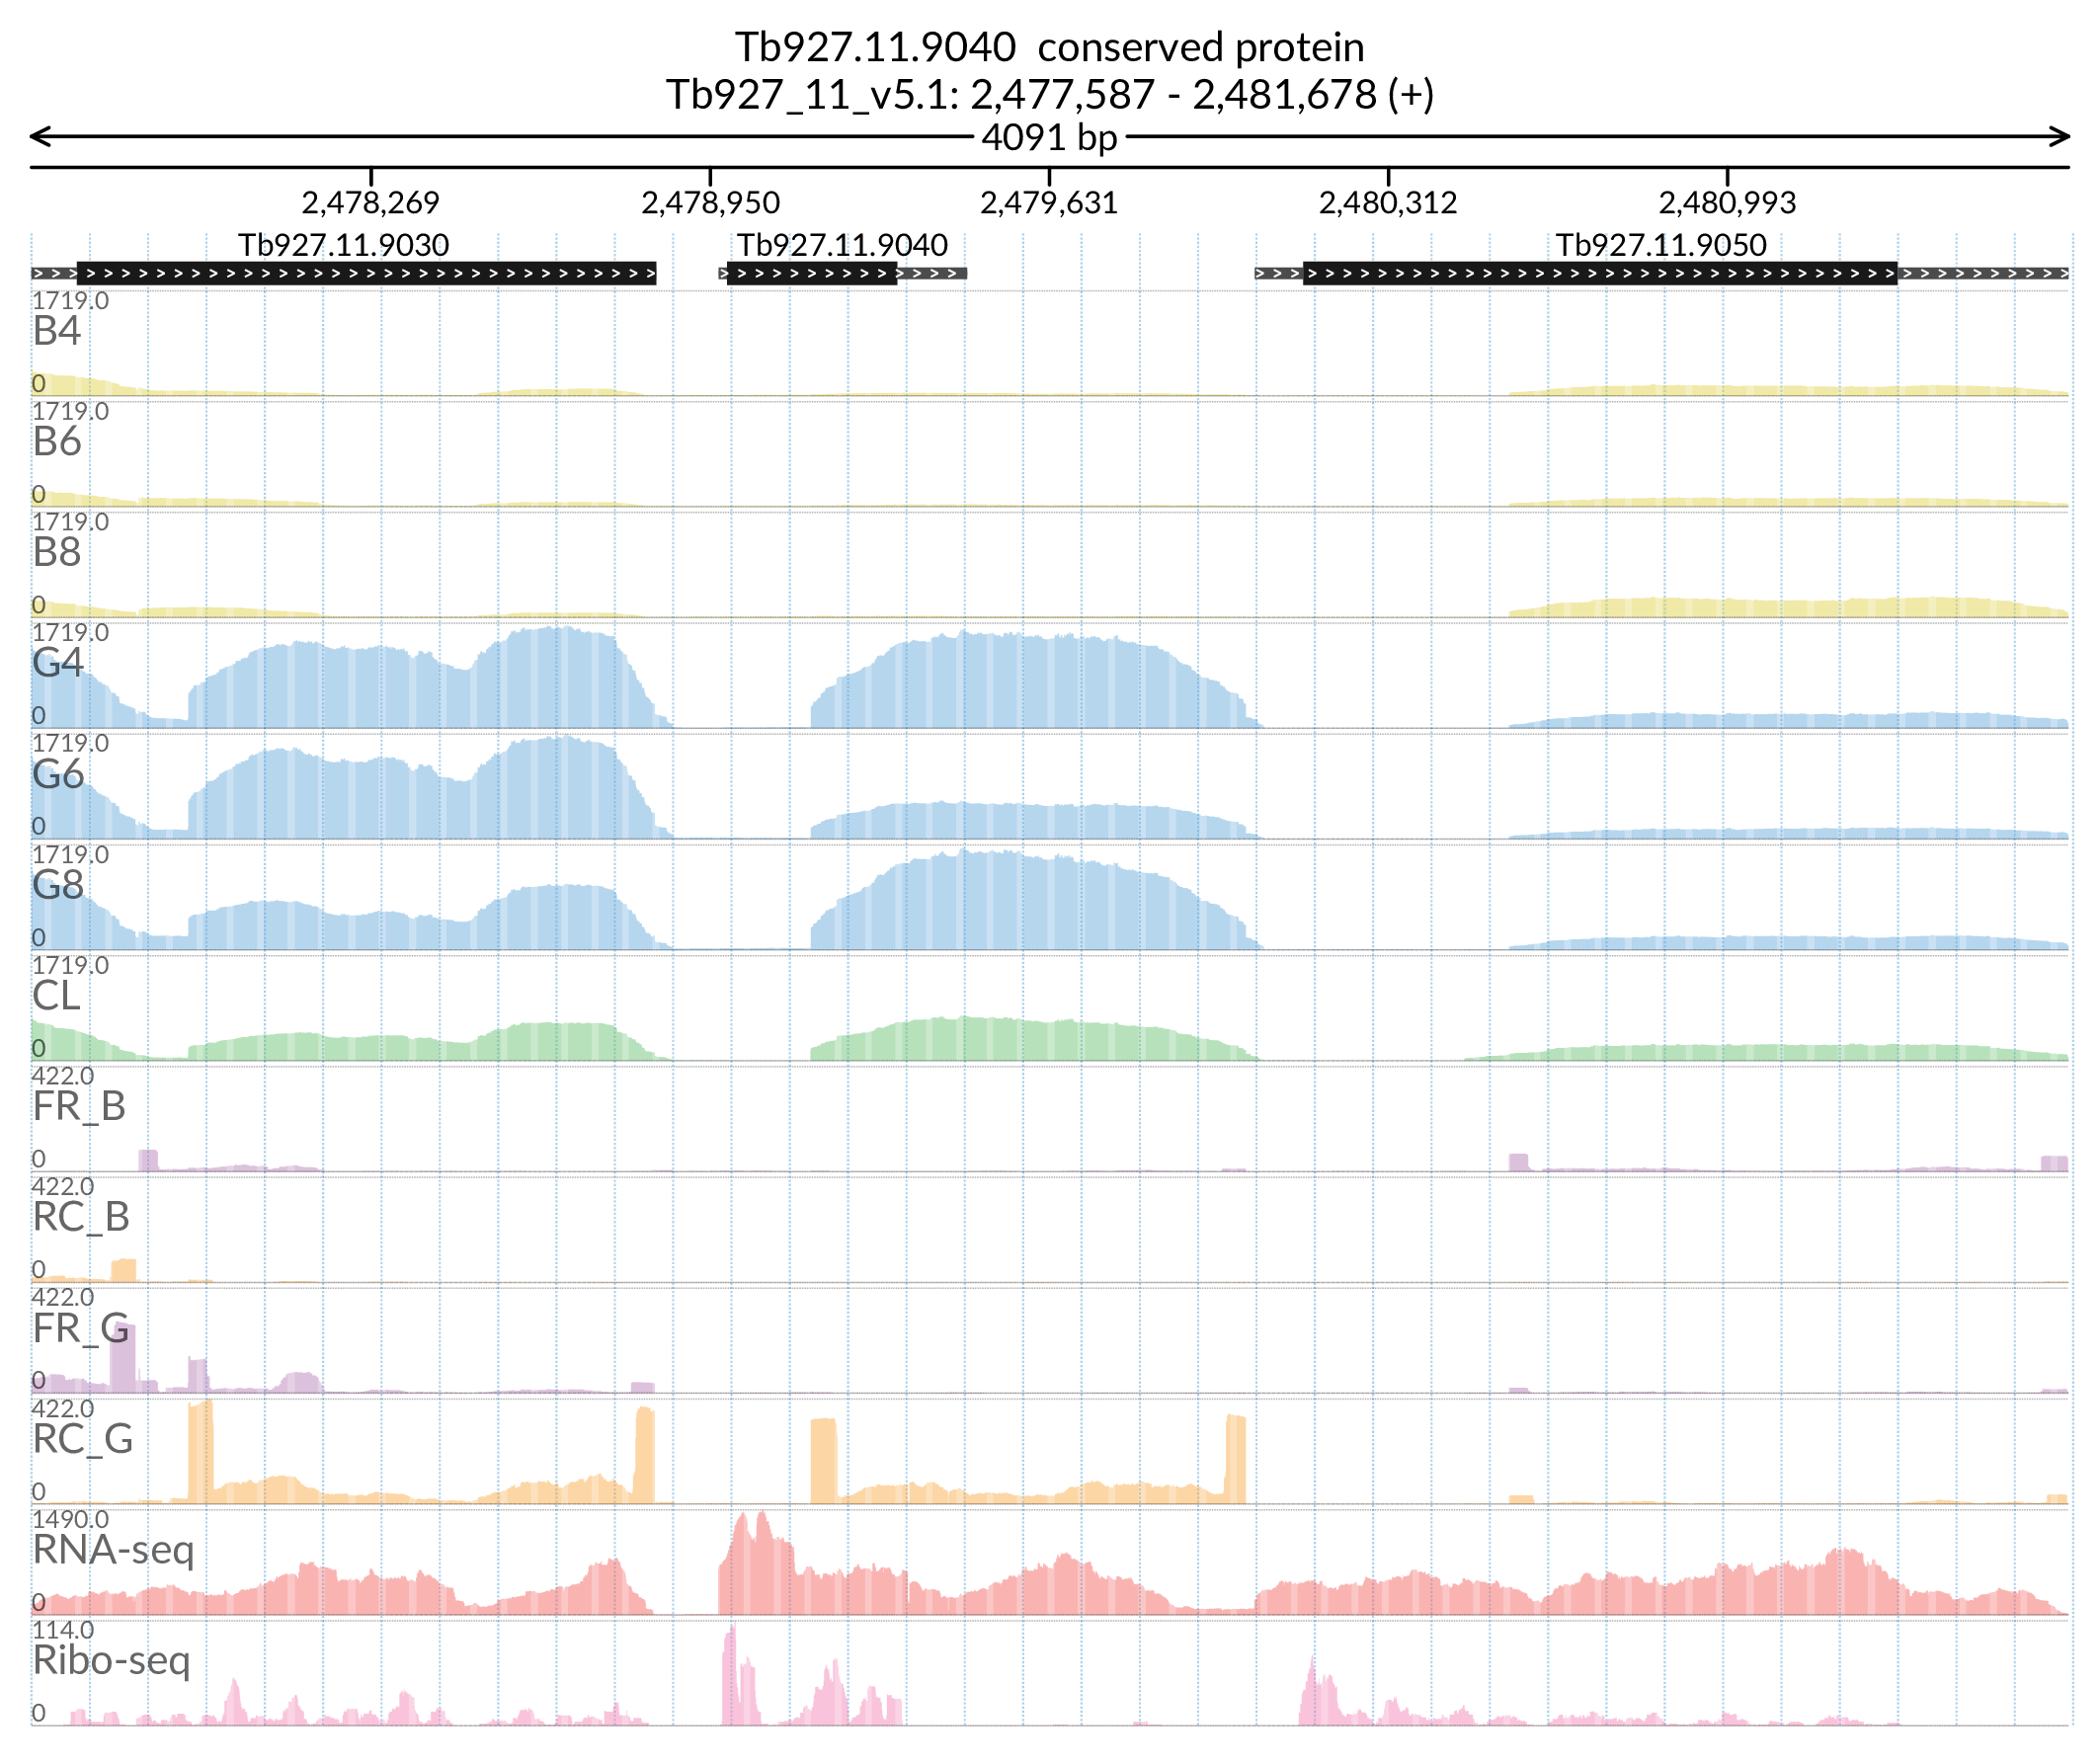 Tb927.11.9040  conserved protein
Tb927_11_v5.1: 2,477,587 - 2,481,678 (+)
4091 bp
2,478,269 2,478,950 2,479,631 2,480,312 2,480,993
Tb927.11.9030 Tb927.11.9040 Tb927.11.9050
1719.0
B4
0
1719.0
B6
0
1719.0
B8
0
1719.0
G4
0
1719.0
G6
0
1719.0
G8
0
1719.0
CL
0
422.0
FR_B
0
422.0
RC_B
0
422.0
FR_G
0
422.0
RC_G
0
1490.0
RNA-seq
0
114.0
Ribo-seq
0